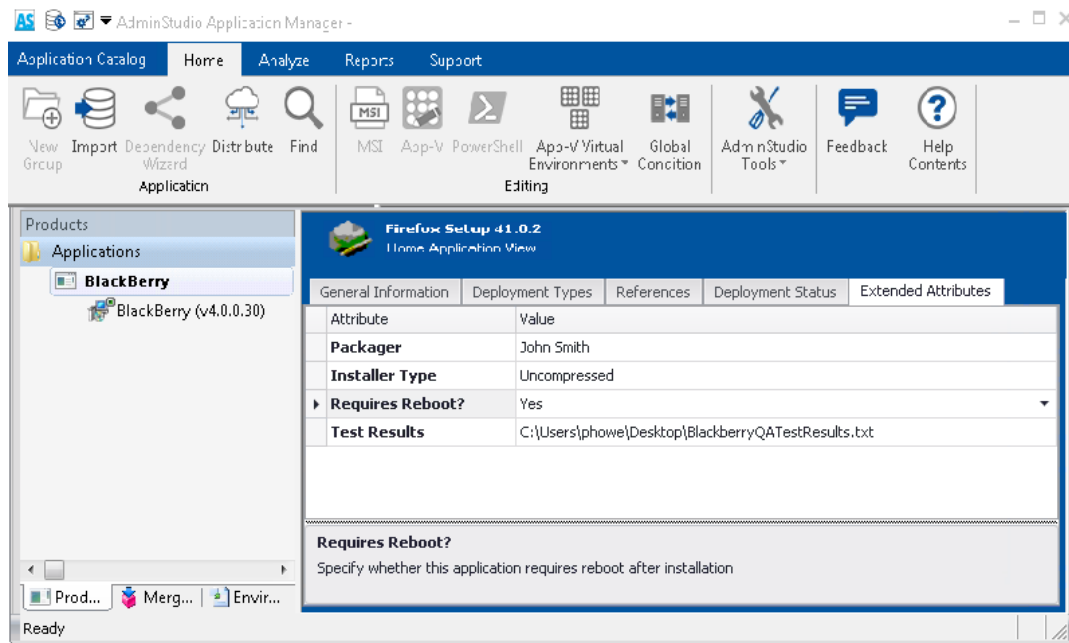 AS AdminStudio Application Manager -
Application Catalog Home Analyze Reports Support
New Group
Import
Dependency Wizard
Distribute
Find
MSI
MSI
App-V
PowerShell
App-V Virtual Environments
Global Condition
AdminStudio Tools
Feedback
Help Contents
Application
Editing
Products
Applications
BlackBerry
BlackBerry (v4.0.0.30)
Prod... Merg... Envir...
Firefox Setup 41.0.2
Home Application View
General Information Deployment Types References Deployment Status Extended Attributes
Attribute Value
Packager John Smith
Installer Type Uncompressed
Requires Reboot? Yes
Test Results C:\Users\phowe\Desktop\BlackberryQATestResults.txt
Requires Reboot?
Specify whether this application requires reboot after installation
Ready